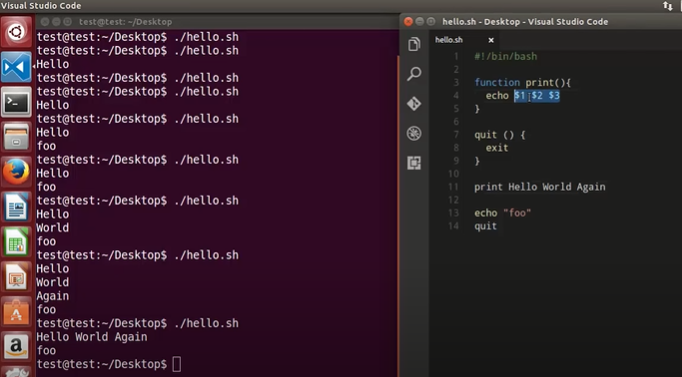 Visual Studio Code
test@test: ~/Desktop
test@test:~/Desktop$ ./hello.sh
test@test:~/Desktop$ ./hello.sh
Hello
test@test:~/Desktop$ ./hello.sh
test@test:~/Desktop$ ./hello.sh
Hello
test@test:~/Desktop$ ./hello.sh
Hello
foo
test@test:~/Desktop$ ./hello.sh
Hello
foo
test@test:~/Desktop$ ./hello.sh
Hello
World
foo
test@test:~/Desktop$ ./hello.sh
Hello
World
Again
foo
test@test:~/Desktop$ ./hello.sh
Hello World Again
foo
test@test:~/Desktop$
hello.sh - Desktop - Visual Studio Code
hello.sh
1 #!/bin/bash
2
3 function print(){
4 echo $1 $2 $3
5 }
6
7 quit () {
8 exit
9 }
10
11 print Hello World Again
12
13 echo "foo"
14 quit